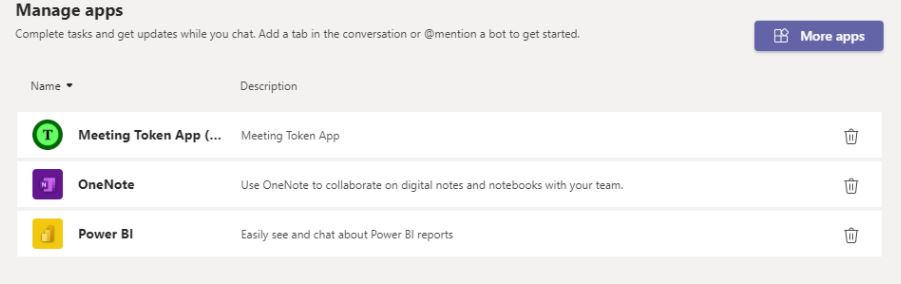 Manage apps
Complete tasks and get updates while you chat. Add a tab in the conversation or @mention a bot to get started.
More apps
Name Description
T Meeting Token App (... Meeting Token App
N OneNote Use OneNote to collaborate on digital notes and notebooks with your team.
Power BI Easily see and chat about Power BI reports